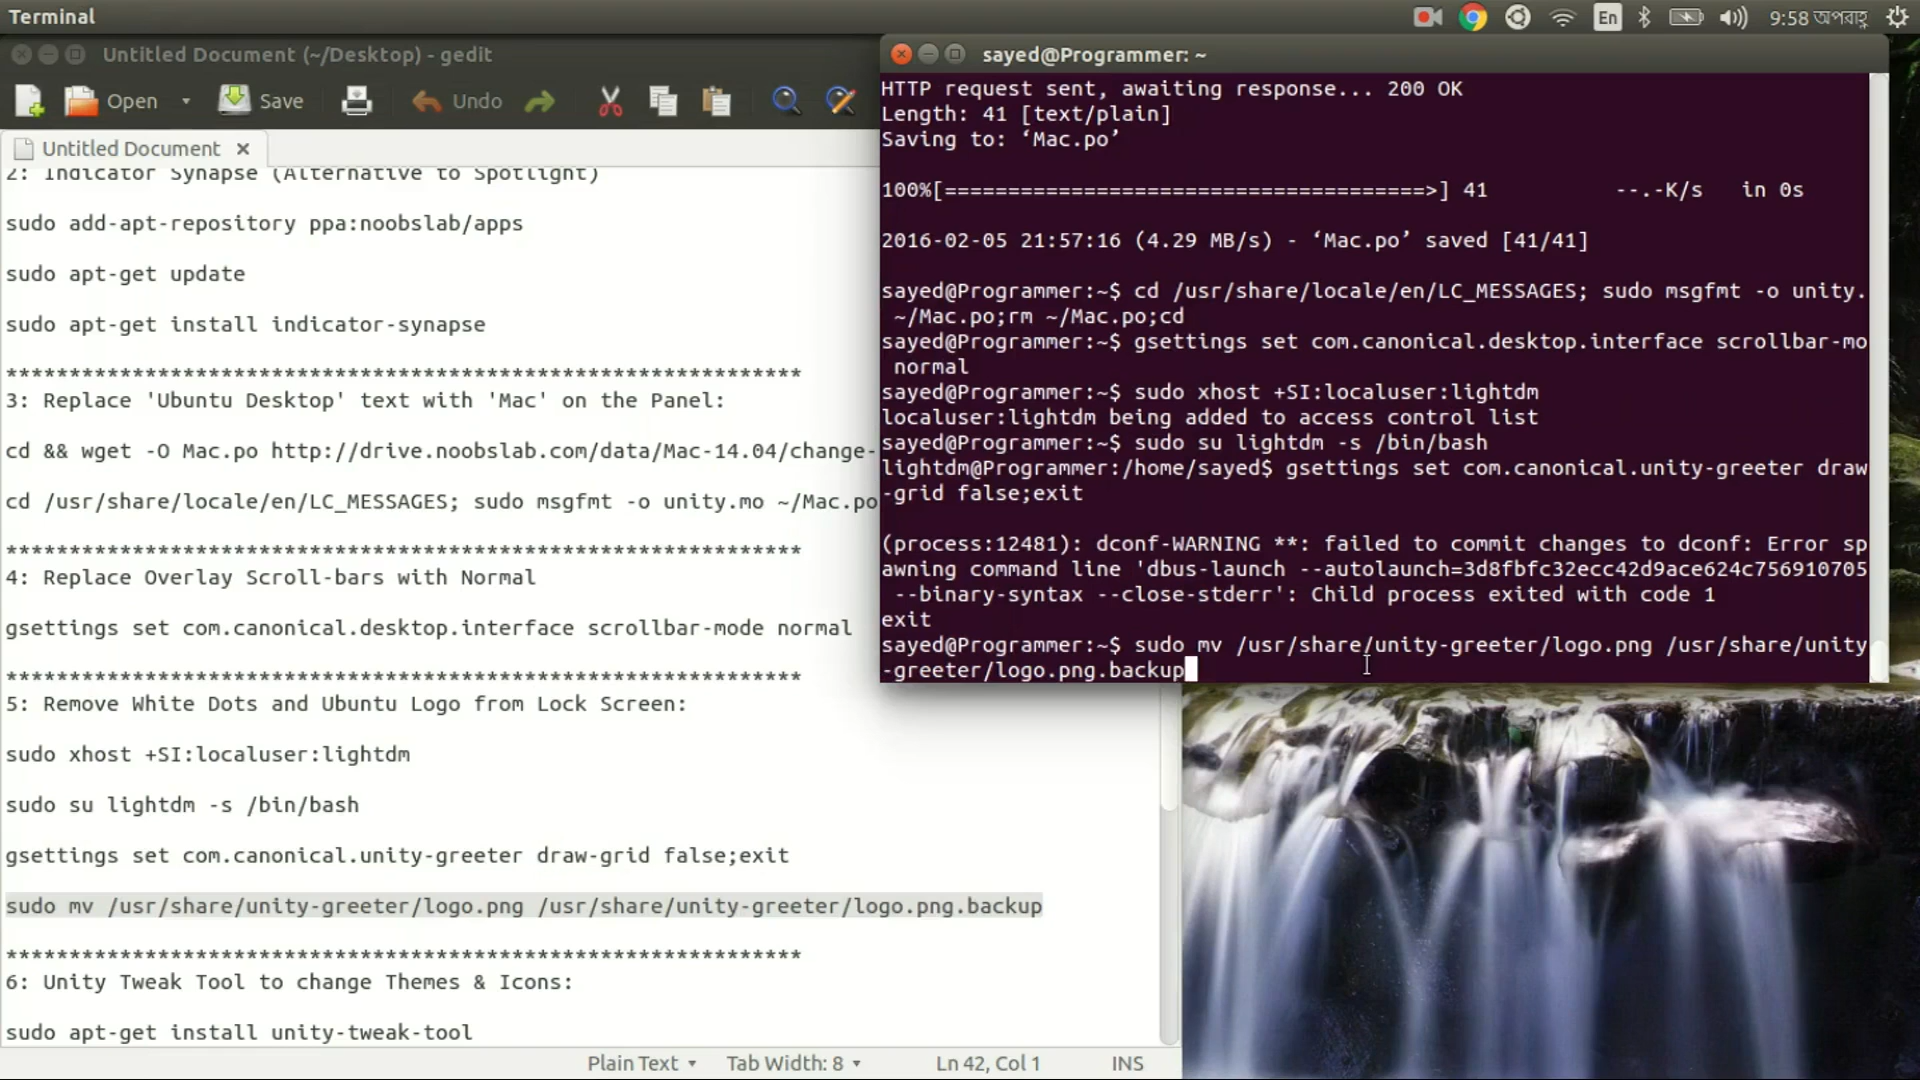 Terminal
En
9:58 অপরাহ্ণ
Untitled Document (~/Desktop) - gedit
Open
Save
Undo
Untitled Document
2: Indicator Synapse (Alternative to Spotlight)
sudo add-apt-repository ppa:noobslab/apps
sudo apt-get update
sudo apt-get install indicator-synapse
***************************************************************
3: Replace 'Ubuntu Desktop' text with 'Mac' on the Panel:
cd && wget -O Mac.po http://drive.noobslab.com/data/Mac-14.04/change-
cd /usr/share/locale/en/LC_MESSAGES; sudo msgfmt -o unity.mo ~/Mac.po
***************************************************************
4: Replace Overlay Scroll-bars with Normal
gsettings set com.canonical.desktop.interface scrollbar-mode normal
***************************************************************
5: Remove White Dots and Ubuntu Logo from Lock Screen:
sudo xhost +SI:localuser:lightdm
sudo su lightdm -s /bin/bash
gsettings set com.canonical.unity-greeter draw-grid false;exit
sudo mv /usr/share/unity-greeter/logo.png /usr/share/unity-greeter/logo.png.backup
***************************************************************
6: Unity Tweak Tool to change Themes & Icons:
sudo apt-get install unity-tweak-tool
Plain Text
Tab Width: 8
Ln 42, Col 1
INS
sayed@Programmer: ~
HTTP request sent, awaiting response... 200 OK
Length: 41 [text/plain]
Saving to: ‘Mac.po’
100%[======================================>] 41 --.-K/s in 0s
2016-02-05 21:57:16 (4.29 MB/s) - ‘Mac.po’ saved [41/41]
sayed@Programmer:~$ cd /usr/share/locale/en/LC_MESSAGES; sudo msgfmt -o unity.
~/Mac.po;rm ~/Mac.po;cd
sayed@Programmer:~$ gsettings set com.canonical.desktop.interface scrollbar-mo
normal
sayed@Programmer:~$ sudo xhost +SI:localuser:lightdm
localuser:lightdm being added to access control list
sayed@Programmer:~$ sudo su lightdm -s /bin/bash
lightdm@Programmer:/home/sayed$ gsettings set com.canonical.unity-greeter draw
-grid false;exit
(process:12481): dconf-WARNING **: failed to commit changes to dconf: Error sp
awning command line 'dbus-launch --autolaunch=3d8fbfc32ecc42d9ace624c756910705
--binary-syntax --close-stderr': Child process exited with code 1
exit
sayed@Programmer:~$ sudo mv /usr/share/unity-greeter/logo.png /usr/share/unity
-greeter/logo.png.backup